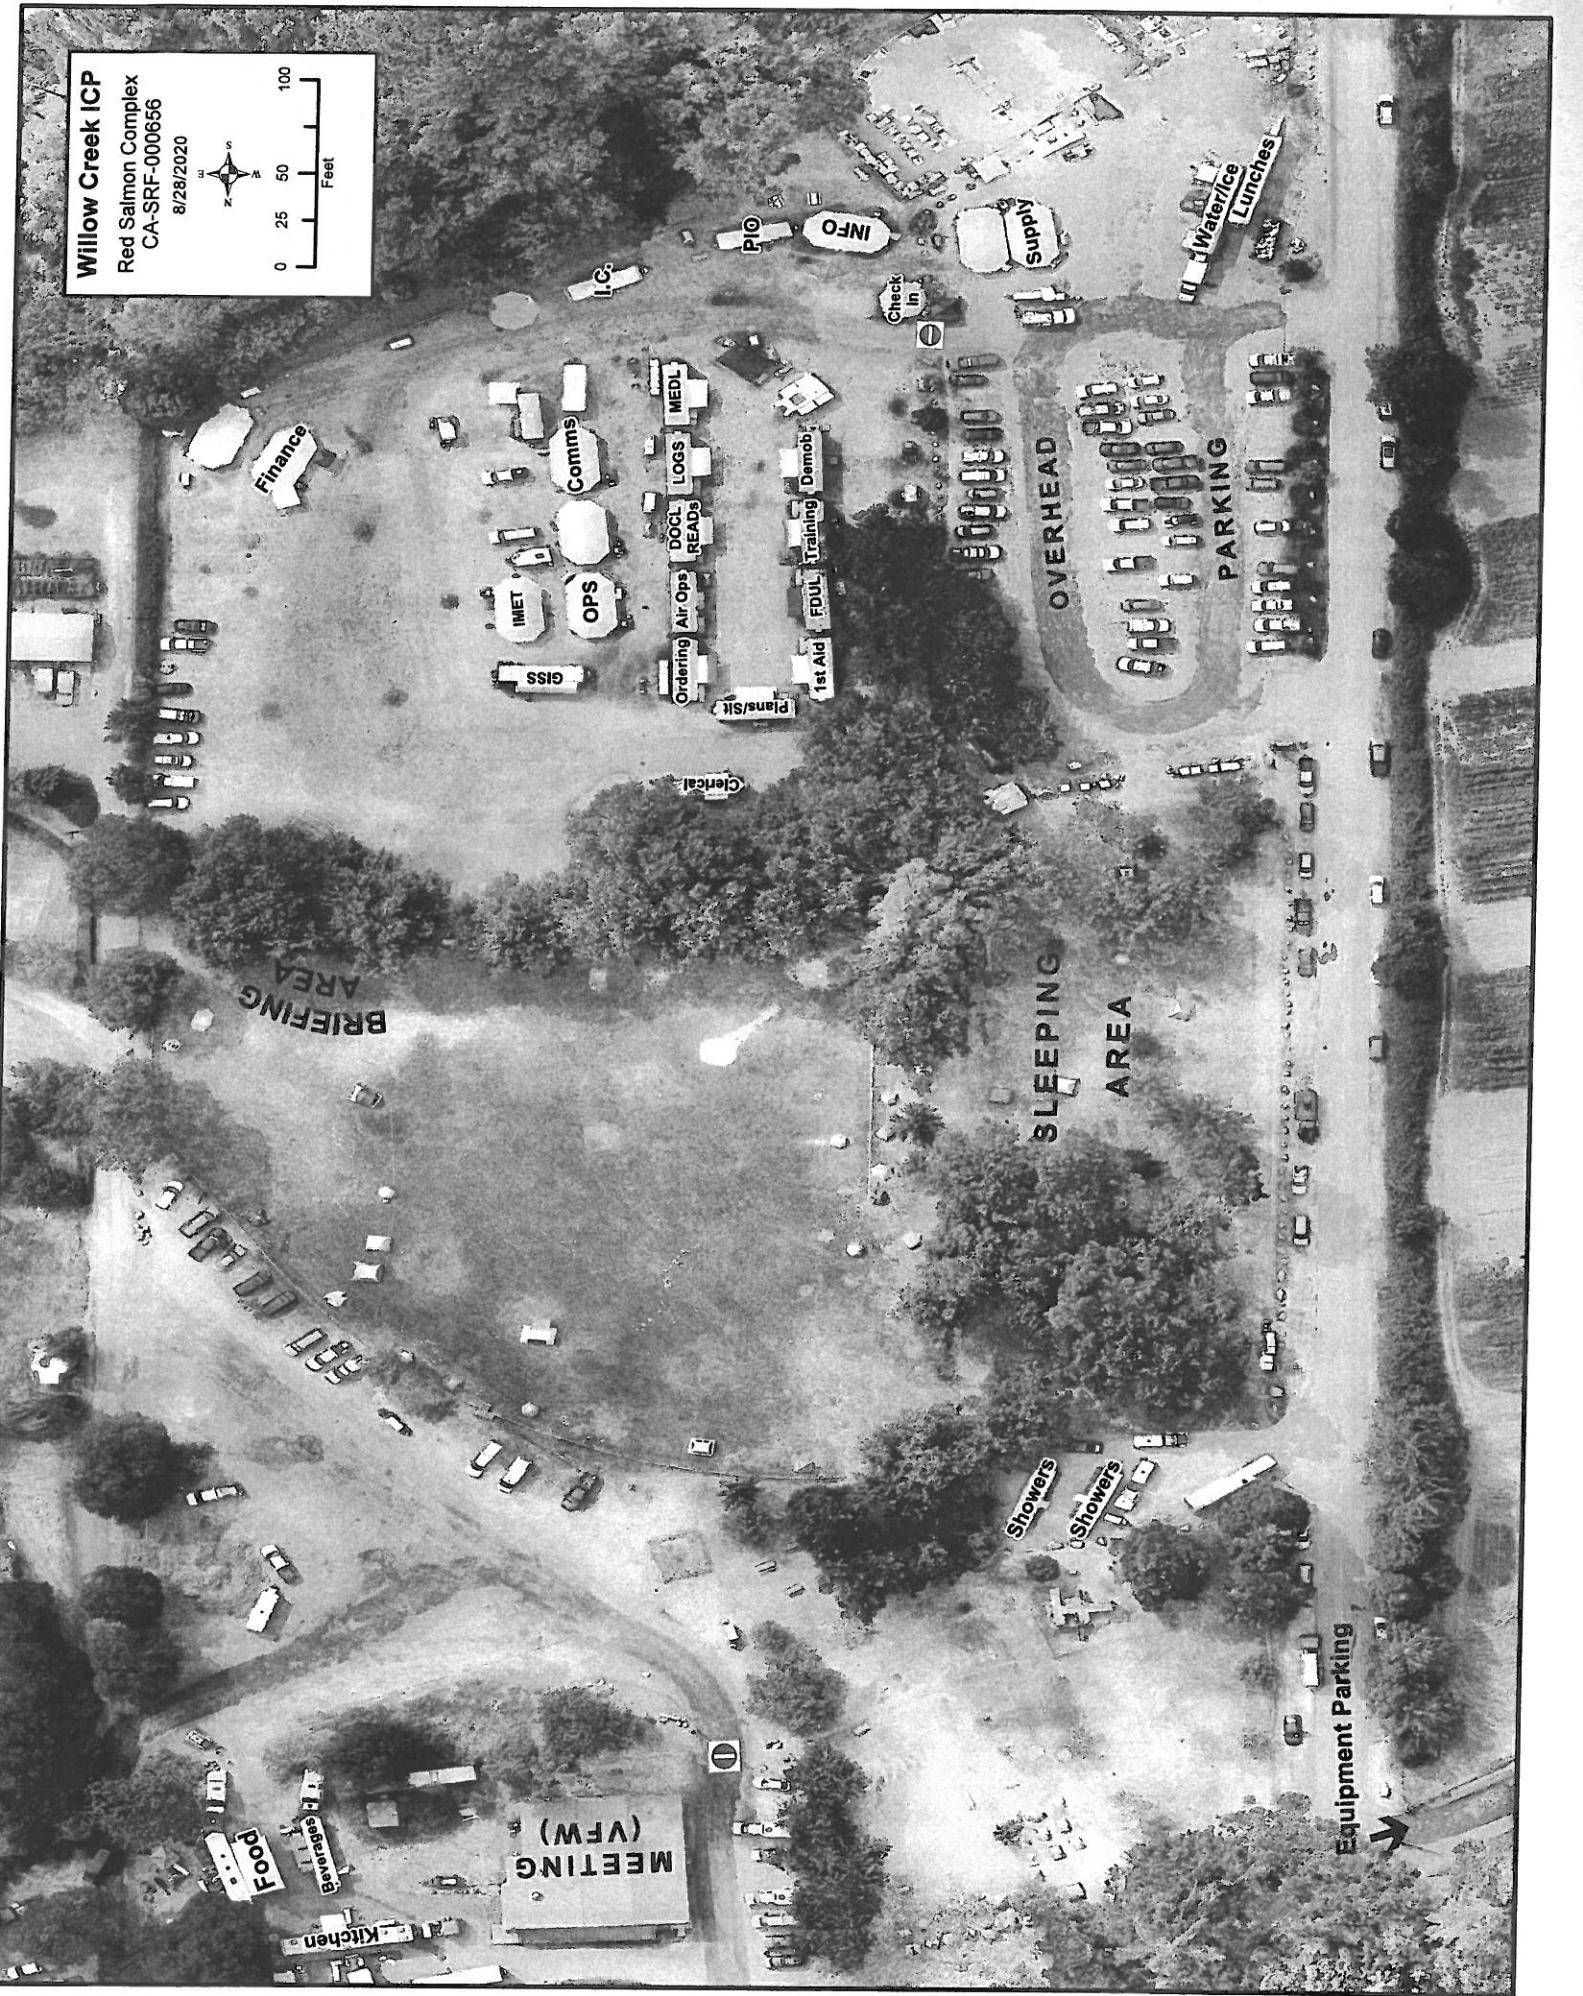 Willow Creek ICP
Red Salmon Complex
CA-SRF-000656
8/28/2020
N
E
S
W
0
25
50
100
Feet
Finance
I.C.
PIO
INFO
Check
In
Supply
Water/Ice
Lunches
Comms
IMET
OPS
GISS
MEDL
LOGS
DOCL
READs
Air Ops
Ordering
Plans/Sit
Demob
Training
FDUL
1st Aid
Clerical
OVERHEAD
PARKING
BRIEFING
AREA
SLEEPING
AREA
Showers
Showers
Food
Beverages
Kitchen
MEETING
(VFW)
Equipment Parking